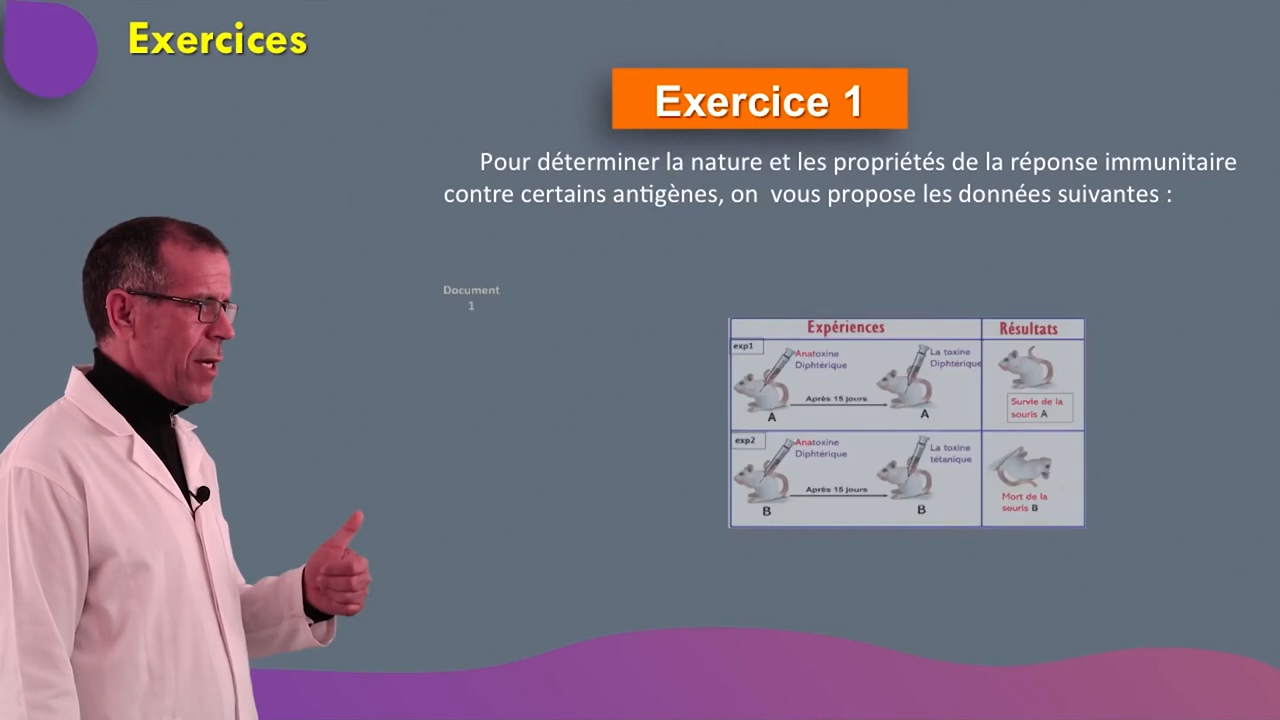 Exercices
Exercice 1
Pour déterminer la nature et les propriétés de la réponse immunitaire
contre certains antigènes, on vous propose les données suivantes :
Document
1
Expériences
Résultats
exp1
Anatoxine
Diphtérique
La toxine
Diphtérique
Après 15 jours
A
A
Survie de la
souris A
exp2
Anatoxine
Diphtérique
La toxine
tétanique
Après 15 jours
B
B
Mort de la
souris B